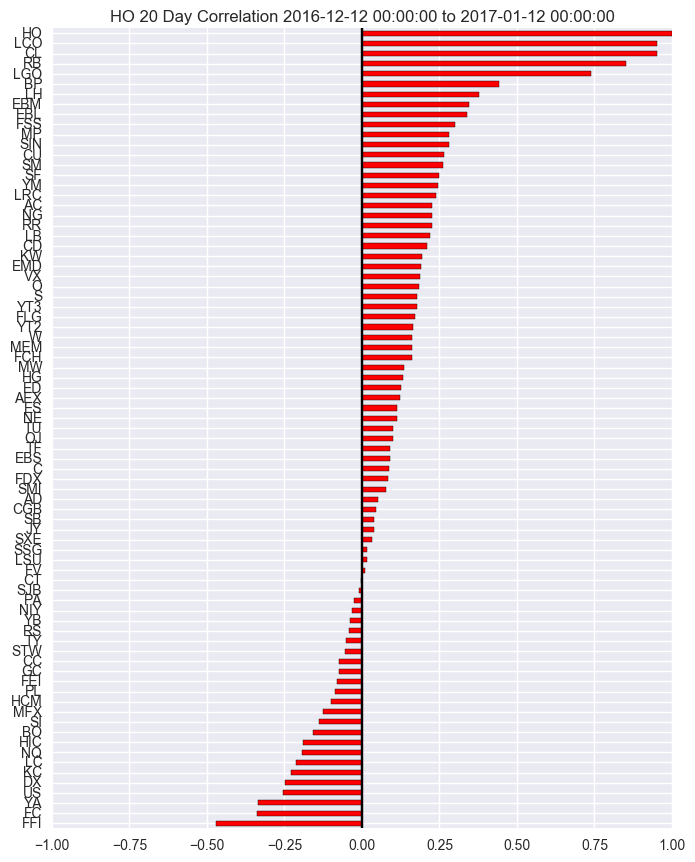 HO 20 Day Correlation 2016-12-12 00:00:00 to 2017-01-12 00:00:00
HO
LCO
CL
RB
LGO
BP
LH
EBM
EBL
FSS
MP
SIN
CU
SM
SF
YM
LRC
AC
NG
RR
LB
CD
KW
EMD
VX
O
S
YT3
FLG
YT2
W
MEM
FCH
MW
HG
ED
AEX
ES
NE
TU
OJ
TF
EBS
C
FDX
SMI
AD
CGB
SB
JY
SXE
SSG
LSU
FV
CT
SJB
PA
NIY
YB
RS
TY
STW
CC
GC
FEI
PL
HCM
MFX
SI
BO
HIC
NQ
LC
KC
DX
US
YA
FC
FFI
−1.00 −0.75 −0.50 −0.25 0.00 0.25 0.50 0.75 1.00